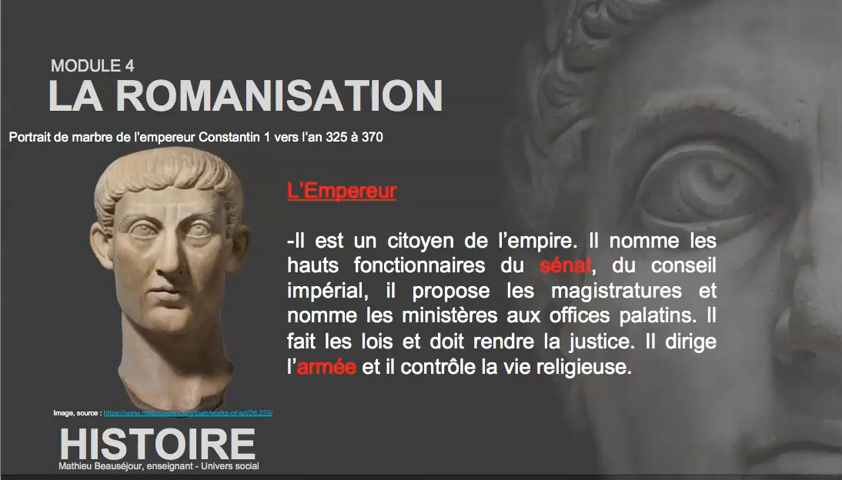 MODULE 4
LA ROMANISATION
Portrait de marbre de l'empereur Constantin 1 vers l'an 325 à 370
L'Empereur
-Il est un citoyen de l'empire. Il nomme les
hauts fonctionnaires du sénat, du conseil
impérial, il propose les magistratures et
nomme les ministères aux offices palatins. Il
fait les lois et doit rendre la justice. Il dirige
l'armée et il contrôle la vie religieuse.
Image, source :
HISTOIRE
Mathieu Beauséjour, enseignant - Univers social